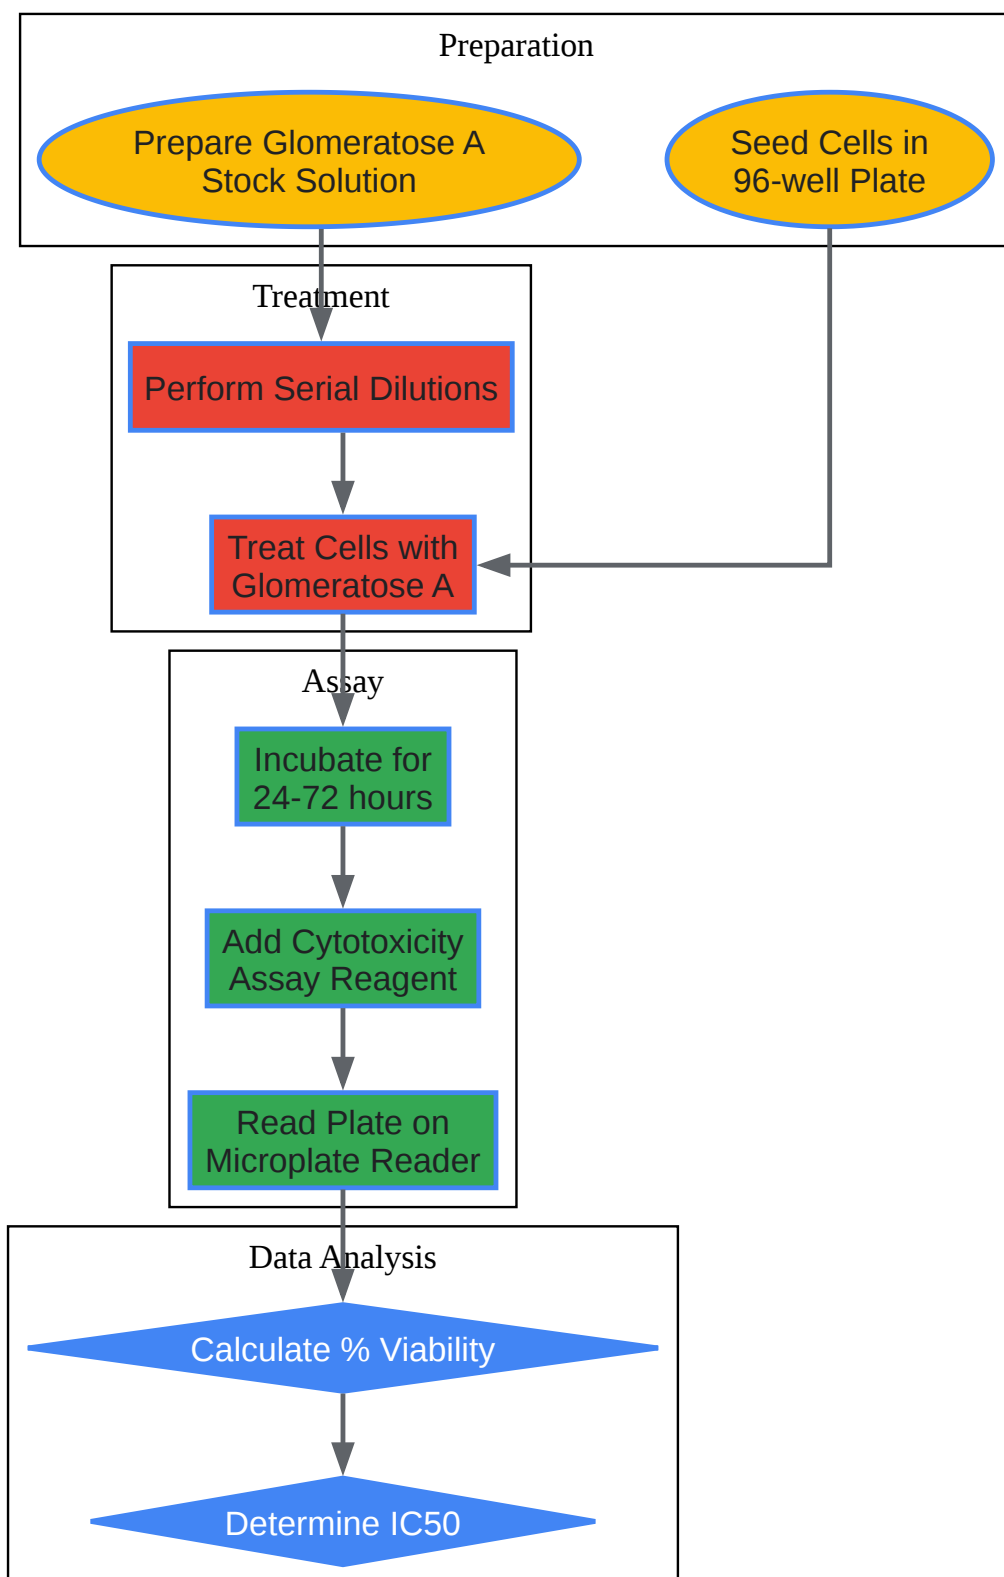 Preparation
Prepare Glomeratose A
Stock Solution
Seed Cells in
96-well Plate
Treatment
Perform Serial Dilutions
Treat Cells with
Glomeratose A
Assay
Incubate for
24-72 hours
Add Cytotoxicity
Assay Reagent
Read Plate on
Microplate Reader
Data Analysis
Calculate % Viability
Determine IC50